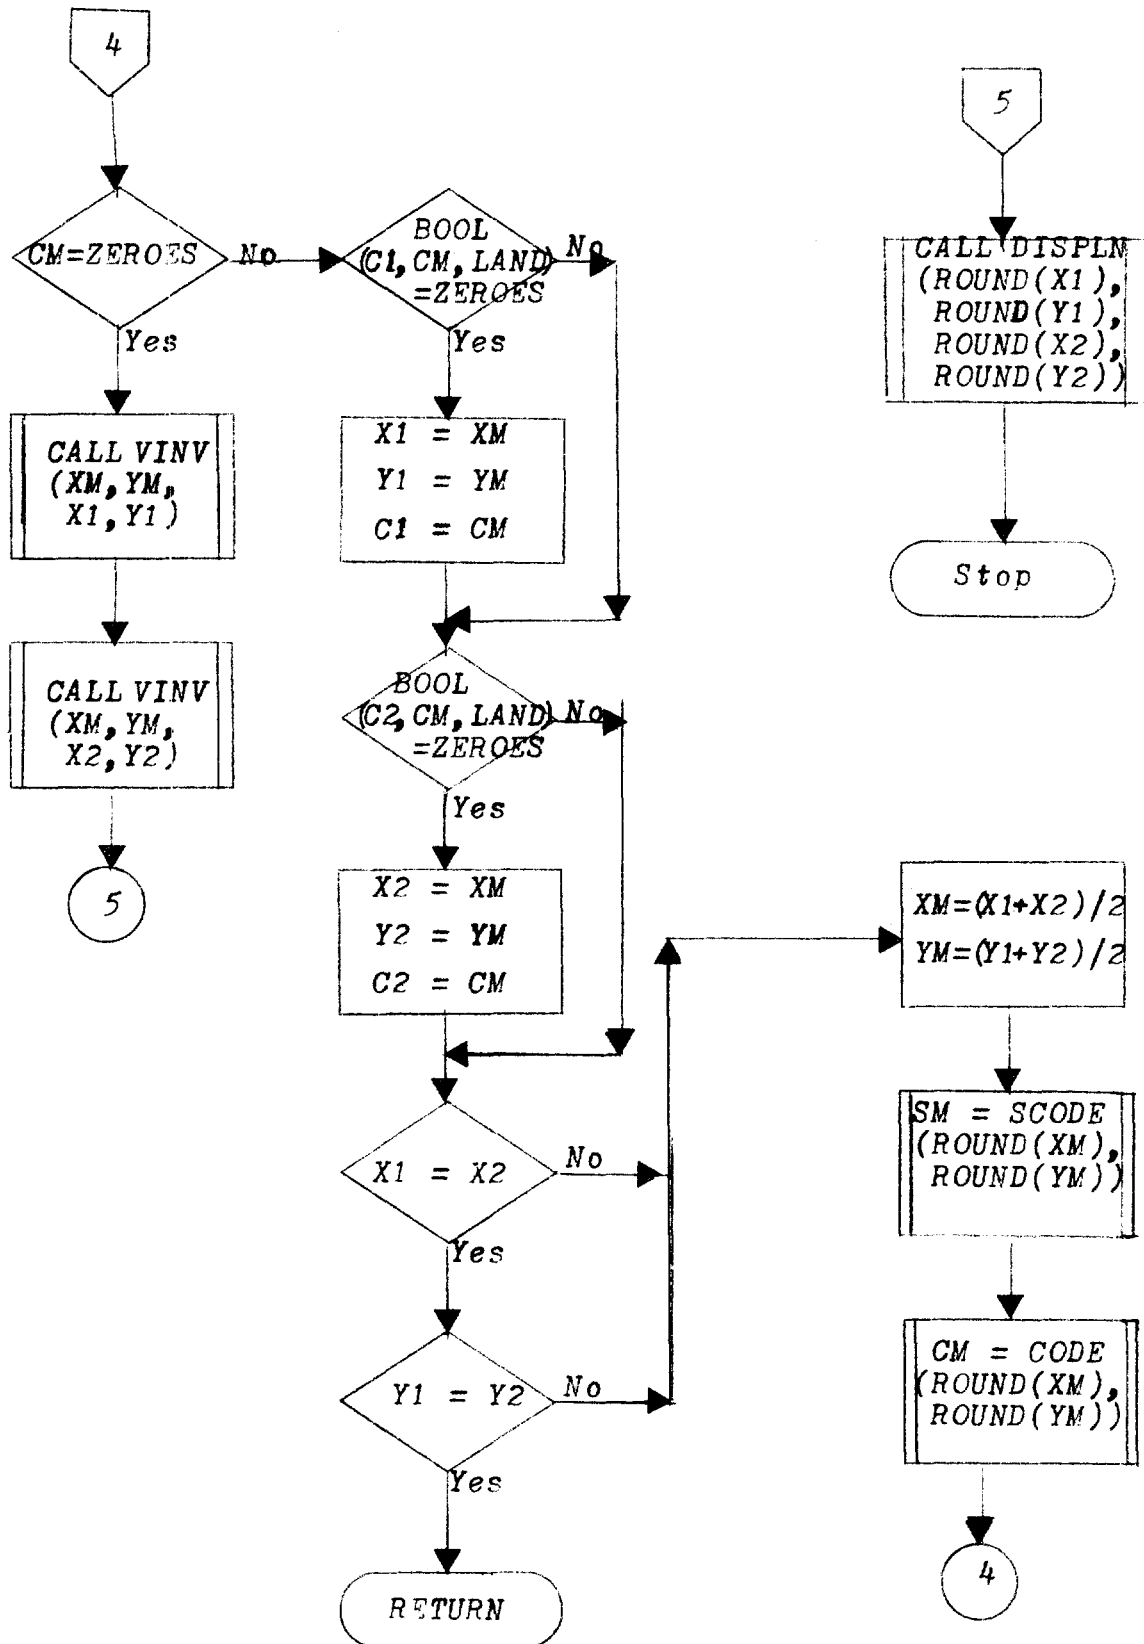 4
CM=ZEROES
No
Yes
CALL VINV
(XM,YM,
X1,Y1)
CALL VINV
(XM,YM,
X2,Y2)
5
BOOL
(C1,CM,LAND)
=ZEROES
No
Yes
X1 = XM
Y1 = YM
C1 = CM
BOOL
(C2,CM,LAND)
=ZEROES
No
Yes
X2 = XM
Y2 = YM
C2 = CM
X1 = X2
No
Yes
Y1 = Y2
No
Yes
RETURN
5
CALL DISPLN
(ROUND(X1),
ROUND(Y1),
ROUND(X2),
ROUND(Y2))
Stop
XM=(X1+X2)/2
YM=(Y1+Y2)/2
SM = SCODE
(ROUND(XM),
ROUND(YM))
CM = CODE
(ROUND(XM),
ROUND(YM))
4